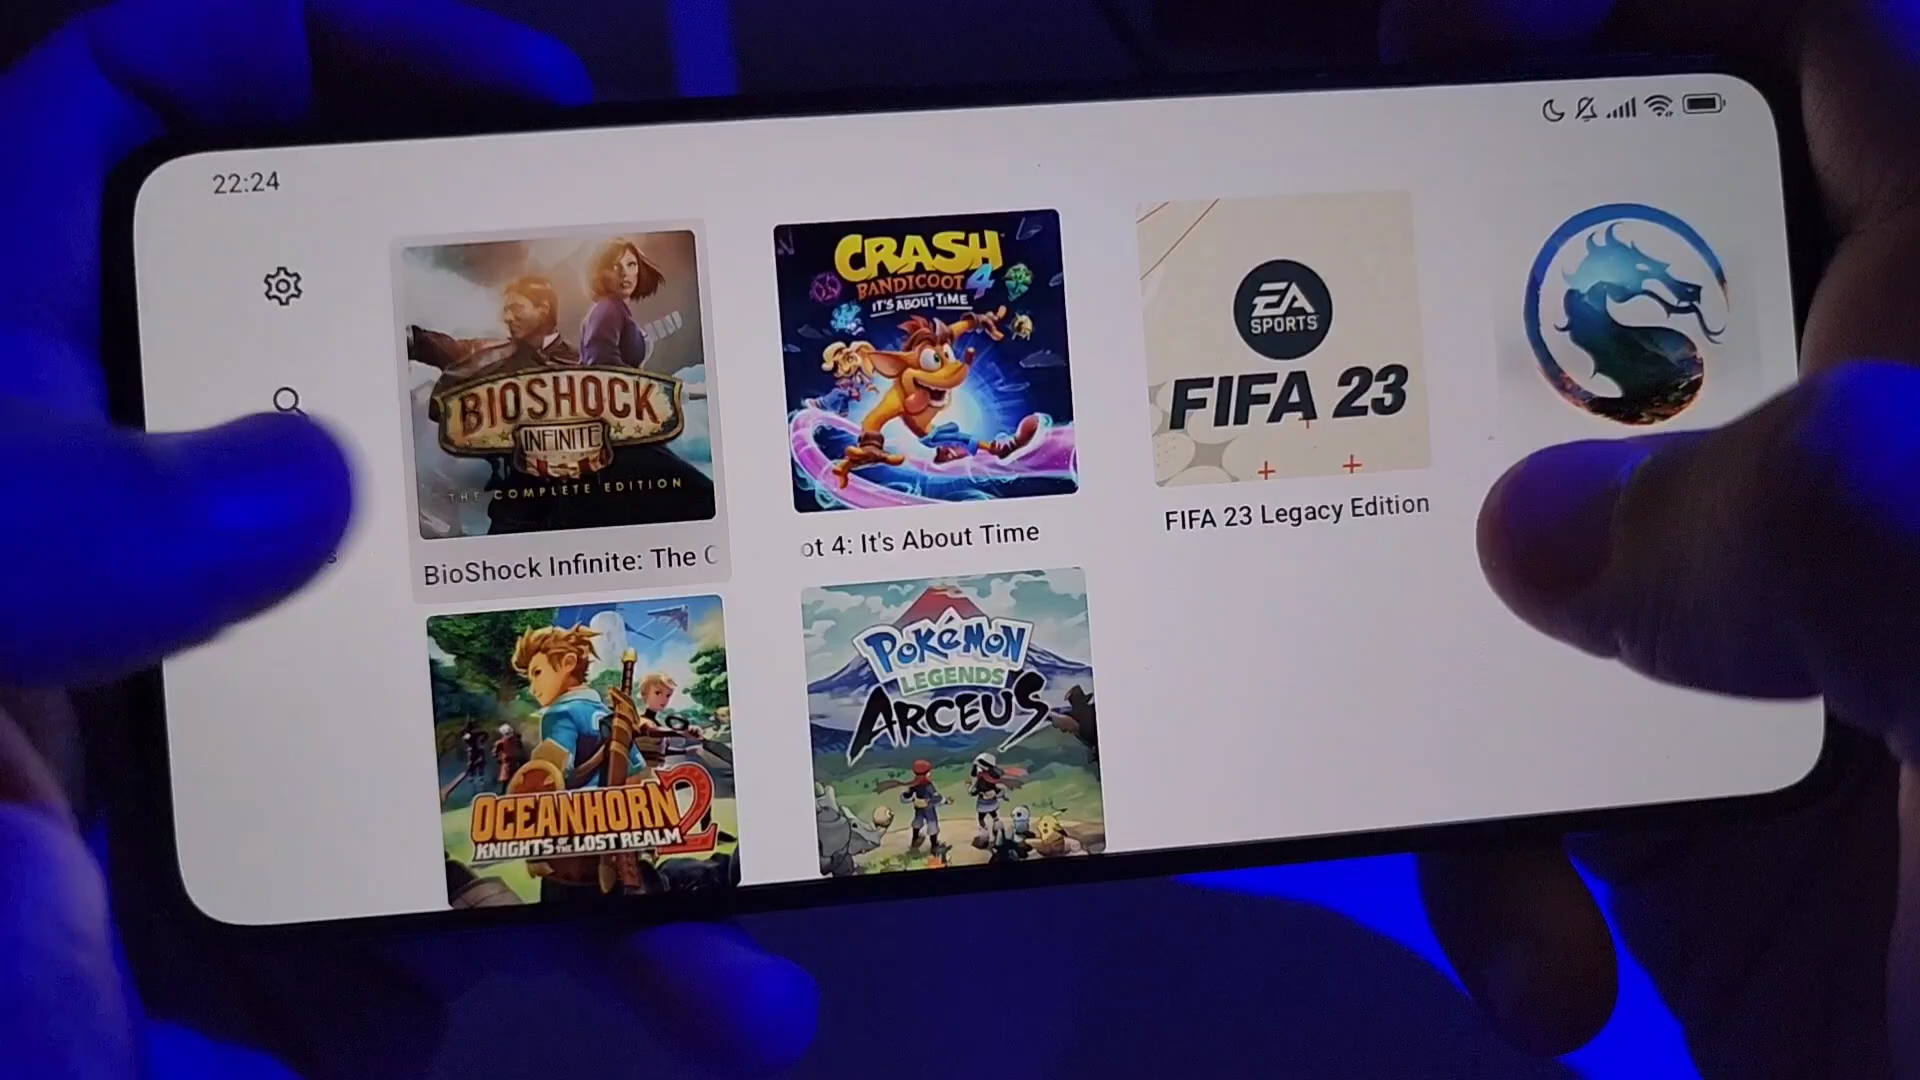 22:24
BIOSHOCK
INFINITE
THE COMPLETE EDITION
BioShock Infinite: The
CRASH
BANDICOOT 4
IT'S ABOUT TIME
ot 4: It's About Time
EA
SPORTS
FIFA 23
FIFA 23 Legacy Edition
OCEANHORN 2
KNIGHTS OF THE LOST REALM
POKÉMON
LEGENDS
ARCEUS